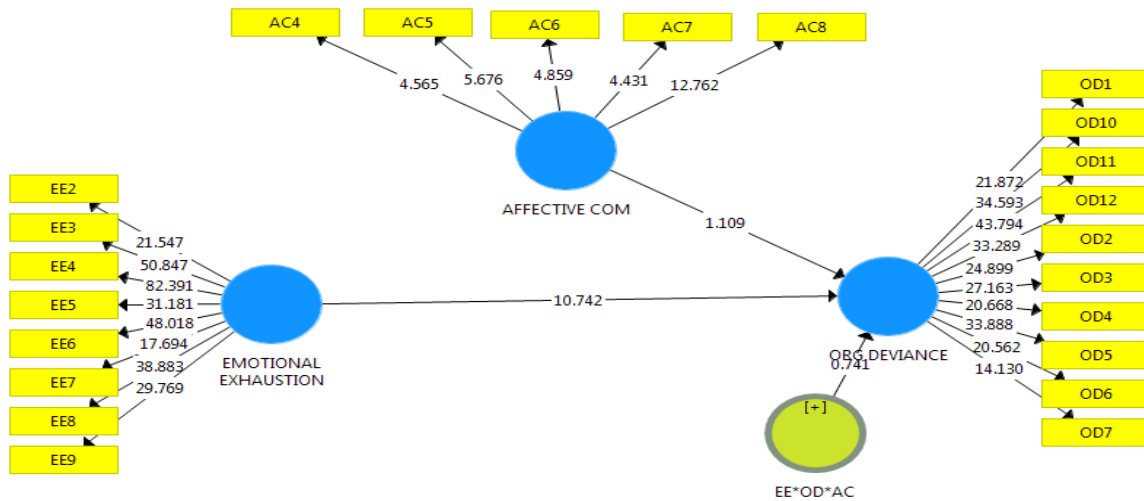 AC4
AC5
AC6
AC7
AC8
4.565
5.676
4.859
4.431
12.762
AFFECTIVE COM
1.109
EE2
EE3
EE4
EE5
EE6
EE7
EE8
EE9
21.547
50.847
82.391
31.181
48.018
17.694
38.883
29.769
EMOTIONAL
EXHAUSTION
10.742
ORG.DEVIANCE
0.741
[+]
EE*OD*AC
21.872
34.593
43.794
33.289
24.899
27.163
20.668
33.888
20.562
14.130
OD1
OD10
OD11
OD12
OD2
OD3
OD4
OD5
OD6
OD7